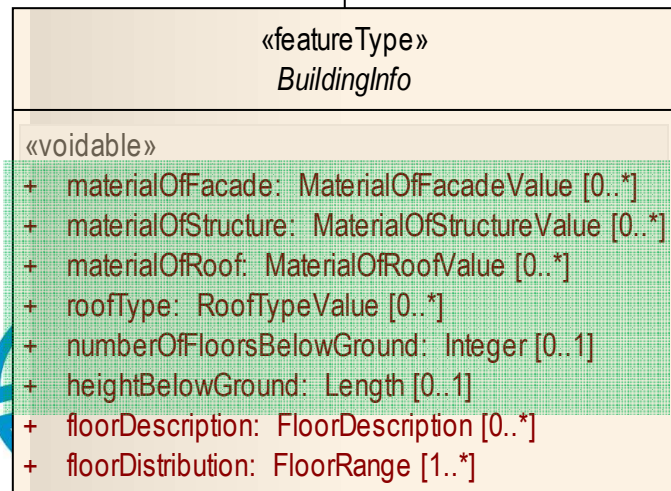 «featureType»
BuildingInfo
«voidable»
+ materialOfFacade: MaterialOfFacadeValue [0..*]
+ materialOfStructure: MaterialOfStructureValue [0..*]
+ materialOfRoof: MaterialOfRoofValue [0..*]
+ roofType: RoofTypeValue [0..*]
+ numberOfFloorsBelowGround: Integer [0..1]
+ heightBelowGround: Length [0..1]
+ floorDescription: FloorDescription [0..*]
+ floorDistribution: FloorRange [1..*]